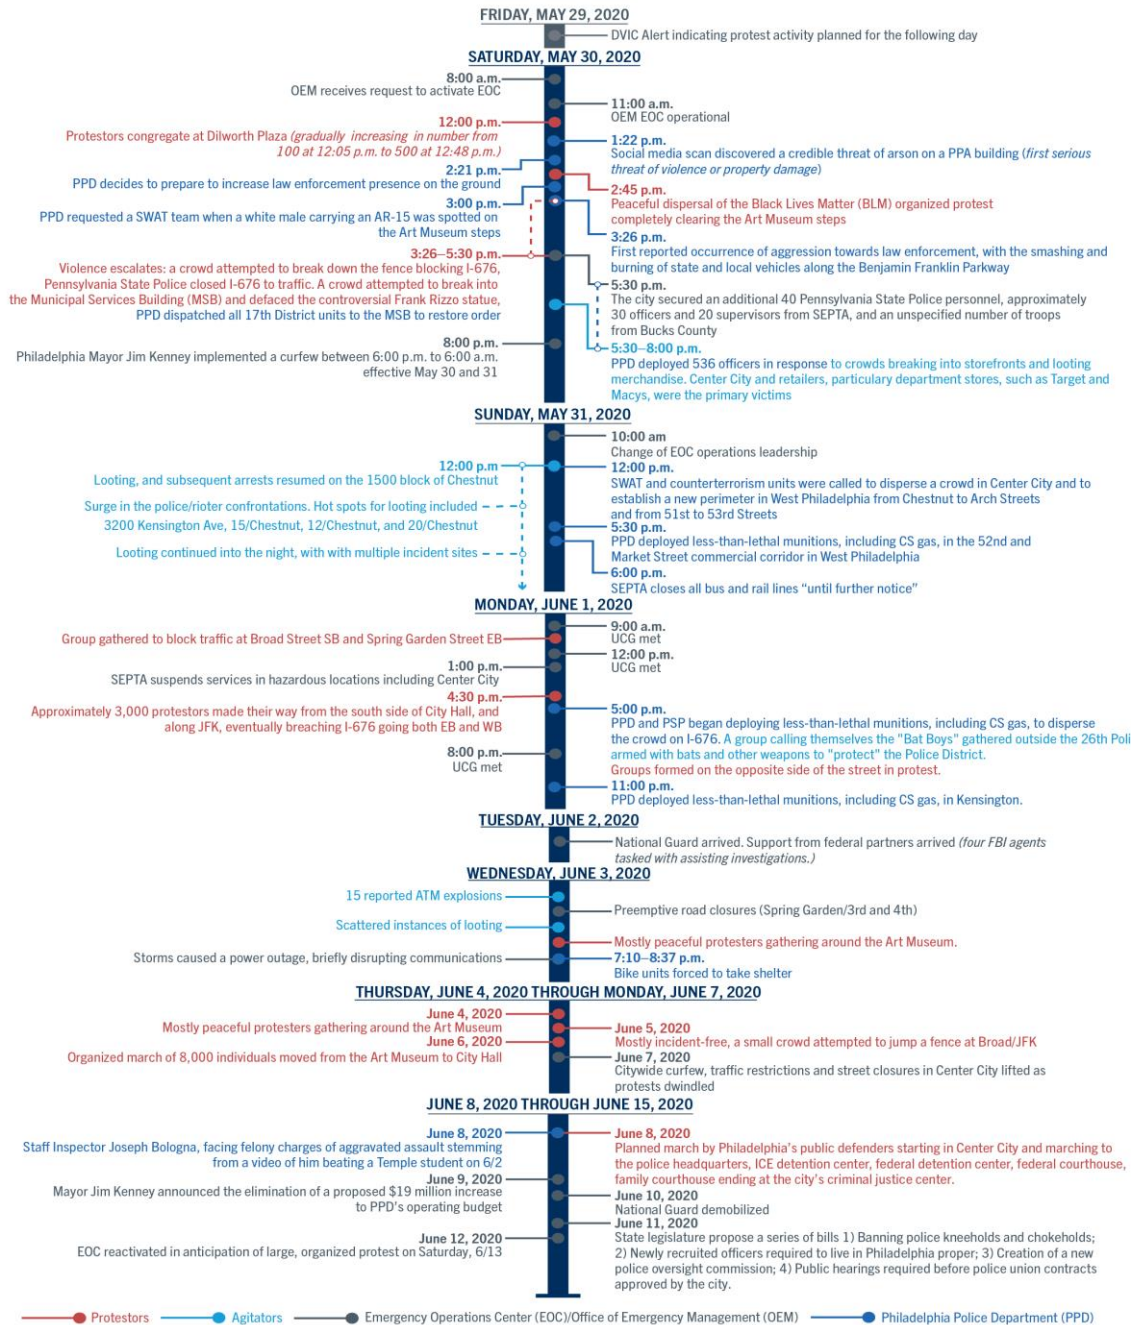 FRIDAY, MAY 29, 2020
DVIC Alert indicating protest activity planned for the following day
SATURDAY, MAY 30, 2020
8:00 a.m.
OEM receives request to activate EOC
11:00 a.m.
OEM EOC operational
12:00 p.m.
Protestors congregate at Dilworth Plaza (gradually increasing in number from
100 at 12:05 p.m. to 500 at 12:48 p.m.)
1:22 p.m.
Social media scan discovered a credible threat of arson on a PPA building (first serious
threat of violence or property damage)
2:21 p.m.
PPD decides to prepare to increase law enforcement presence on the ground
2:45 p.m.
Peaceful dispersal of the Black Lives Matter (BLM) organized protest
completely clearing the Art Museum steps
3:00 p.m.
PPD requested a SWAT team when a white male carrying an AR-15 was spotted on
the Art Museum steps
3:26 p.m.
First reported occurrence of aggression towards law enforcement, with the smashing and
burning of state and local vehicles along the Benjamin Franklin Parkway
3:26–5:30 p.m.
Violence escalates: a crowd attempted to break down the fence blocking I-676,
Pennsylvania State Police closed I-676 to traffic. A crowd attempted to break into
the Municipal Services Building (MSB) and defaced the controversial Frank Rizzo statue,
PPD dispatched all 17th District units to the MSB to restore order
5:30 p.m.
The city secured an additional 40 Pennsylvania State Police personnel, approximately
30 officers and 20 supervisors from SEPTA, and an unspecified number of troops
from Bucks County
8:00 p.m.
Philadelphia Mayor Jim Kenney implemented a curfew between 6:00 p.m. to 6:00 a.m.
effective May 30 and 31
5:30–8:00 p.m.
PPD deployed 536 officers in response to crowds breaking into storefronts and looting
merchandise. Center City and retailers, particulary department stores, such as Target and
Macys, were the primary victims
SUNDAY, MAY 31, 2020
10:00 am
Change of EOC operations leadership
12:00 p.m
Looting, and subsequent arrests resumed on the 1500 block of Chestnut
Surge in the police/rioter confrontations. Hot spots for looting included
3200 Kensington Ave, 15/Chestnut, 12/Chestnut, and 20/Chestnut
Looting continued into the night, with with multiple incident sites
12:00 p.m.
SWAT and counterterrorism units were called to disperse a crowd in Center City and to
establish a new perimeter in West Philadelphia from Chestnut to Arch Streets
and from 51st to 53rd Streets
5:30 p.m.
PPD deployed less-than-lethal munitions, including CS gas, in the 52nd and
Market Street commercial corridor in West Philadelphia
6:00 p.m.
SEPTA closes all bus and rail lines “until further notice”
MONDAY, JUNE 1, 2020
9:00 a.m.
UCG met
Group gathered to block traffic at Broad Street SB and Spring Garden Street EB
12:00 p.m.
UCG met
1:00 p.m.
SEPTA suspends services in hazardous locations including Center City
4:30 p.m.
Approximately 3,000 protestors made their way from the south side of City Hall, and
along JFK, eventually breaching I-676 going both EB and WB
5:00 p.m.
PPD and PSP began deploying less-than-lethal munitions, including CS gas, to disperse
the crowd on I-676. A group calling themselves the "Bat Boys" gathered outside the 26th Poli
armed with bats and other weapons to "protect" the Police District.
Groups formed on the opposite side of the street in protest.
8:00 p.m.
UCG met
11:00 p.m.
PPD deployed less-than-lethal munitions, including CS gas, in Kensington.
TUESDAY, JUNE 2, 2020
National Guard arrived. Support from federal partners arrived (four FBI agents
tasked with assisting investigations.)
WEDNESDAY, JUNE 3, 2020
15 reported ATM explosions
Preemptive road closures (Spring Garden/3rd and 4th)
Scattered instances of looting
Mostly peaceful protesters gathering around the Art Museum.
Storms caused a power outage, briefly disrupting communications
7:10–8:37 p.m.
Bike units forced to take shelter
THURSDAY, JUNE 4, 2020 THROUGH MONDAY, JUNE 7, 2020
June 4, 2020
Mostly peaceful protesters gathering around the Art Museum
June 5, 2020
Mostly incident-free, a small crowd attempted to jump a fence at Broad/JFK
June 6, 2020
Organized march of 8,000 individuals moved from the Art Museum to City Hall
June 7, 2020
Citywide curfew, traffic restrictions and street closures in Center City lifted as
protests dwindled
JUNE 8, 2020 THROUGH JUNE 15, 2020
June 8, 2020
Staff Inspector Joseph Bologna, facing felony charges of aggravated assault stemming
from a video of him beating a Temple student on 6/2
June 8, 2020
Planned march by Philadelphia's public defenders starting in Center City and marching to
the police headquarters, ICE detention center, federal detention center, federal courthouse,
family courthouse ending at the city's criminal justice center.
June 9, 2020
Mayor Jim Kenney announced the elimination of a proposed $19 million increase
to PPD's operating budget
June 10, 2020
National Guard demobilized
June 11, 2020
State legislature propose a series of bills 1) Banning police kneeholds and chokeholds;
2) Newly recruited officers required to live in Philadelphia proper; 3) Creation of a new
police oversight commission; 4) Public hearings required before police union contracts
approved by the city.
June 12, 2020
EOC reactivated in anticipation of large, organized protest on Saturday, 6/13
Protestors
Agitators
Emergency Operations Center (EOC)/Office of Emergency Management (OEM)
Philadelphia Police Department (PPD)